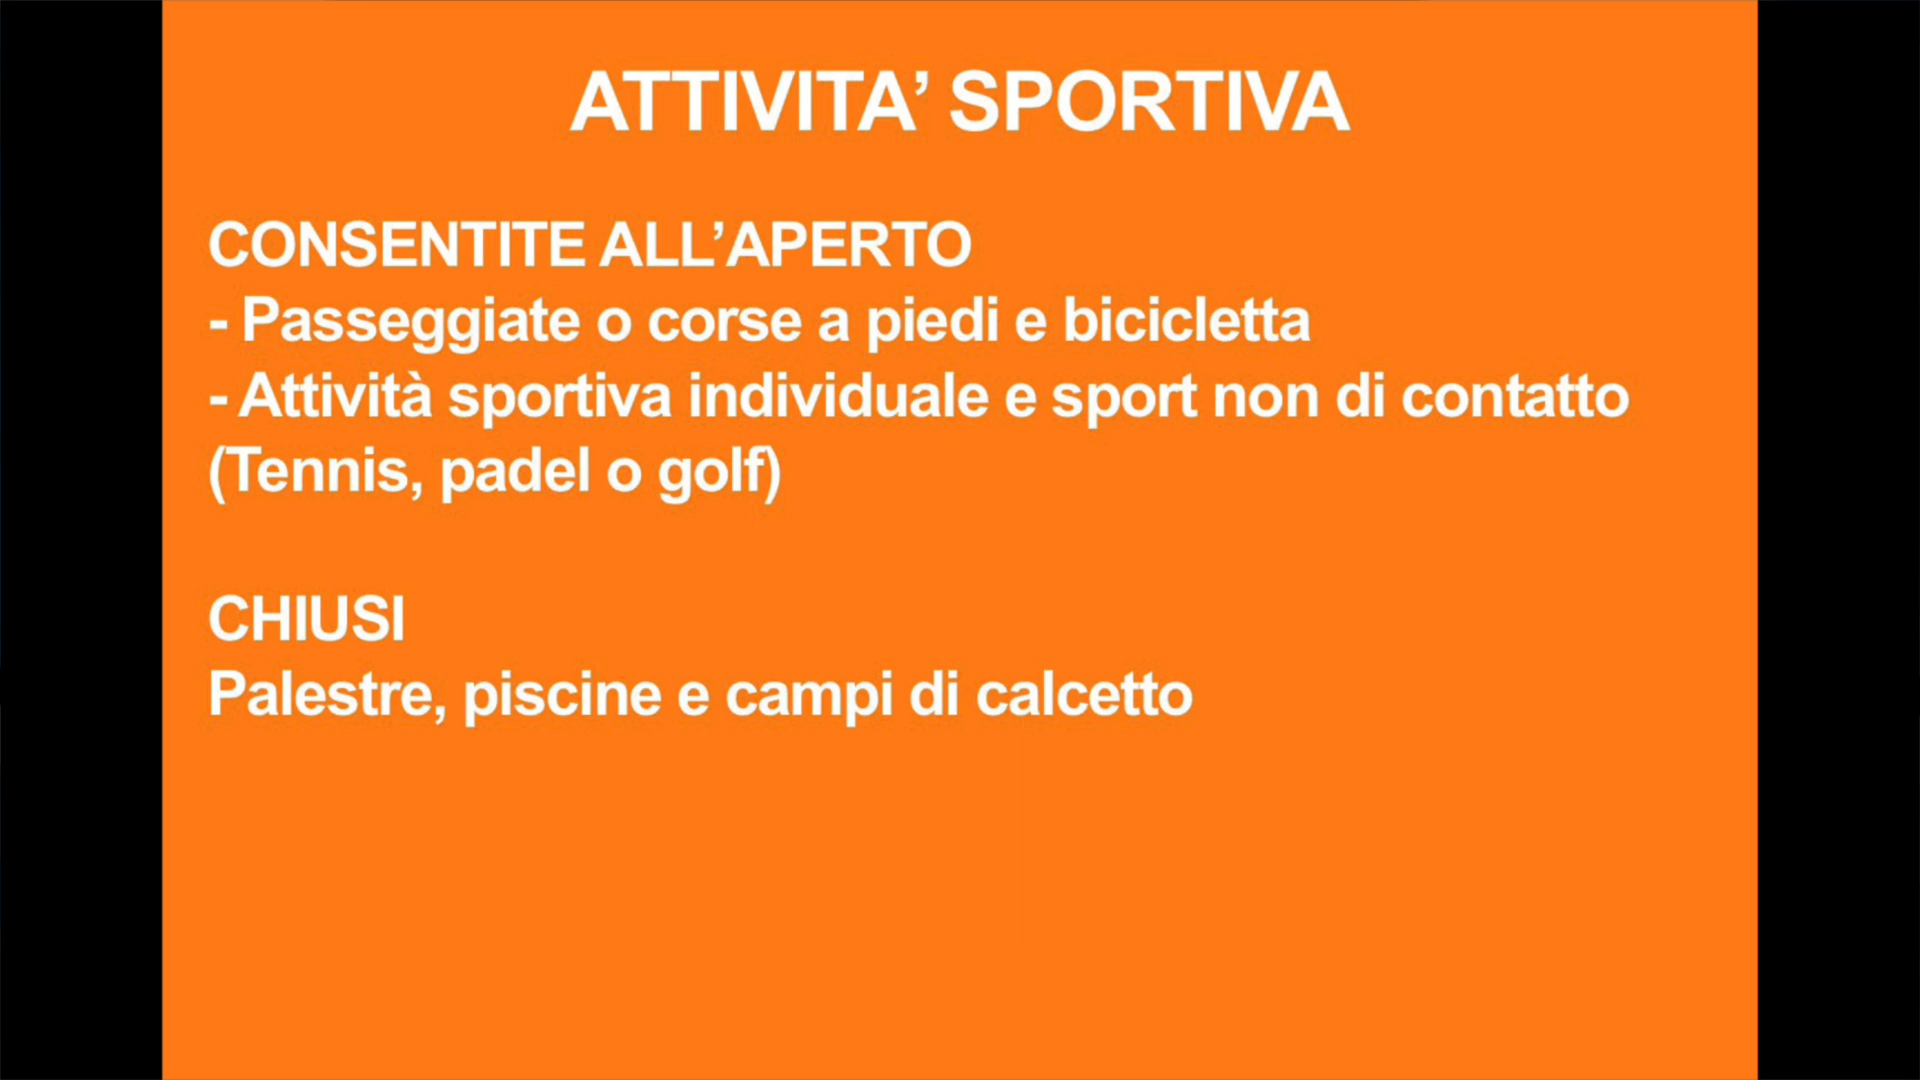 ATTIVITA’ SPORTIVA
CONSENTITE ALL’APERTO
- Passeggiate o corse a piedi e bicicletta
- Attività sportiva individuale e sport non di contatto
(Tennis, padel o golf)
CHIUSI
Palestre, piscine e campi di calcetto